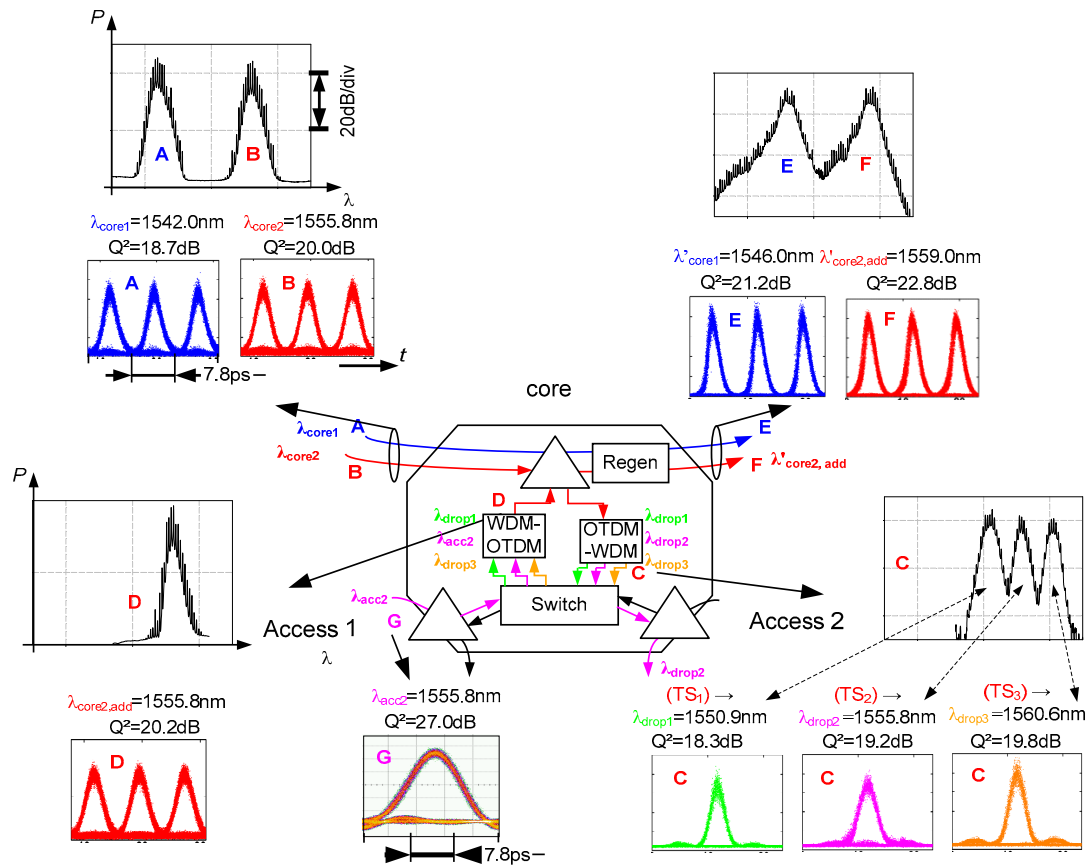 P
20dB/div
A
B
λ
λcore1=1542.0nm
λcore2=1555.8nm
Q²=18.7dB
Q²=20.0dB
A
B
t
7.8ps
E
F
λ'core1=1546.0nm
λ'core2,add=1559.0nm
Q²=21.2dB
Q²=22.8dB
E
F
core
λcore1
A
E
λcore2
B
Regen
F
λ'core2, add
D
λdrop1
WDM-
OTDM
λacc2
λdrop3
OTDM
-WDM
λdrop1
λdrop2
λdrop3
C
λacc2
G
Switch
Access 1
Access 2
λdrop2
P
D
λ
λcore2,add=1555.8nm
Q²=20.2dB
D
λacc2=1555.8nm
Q²=27.0dB
G
7.8ps
C
(TS1) →
(TS2) →
(TS3) →
λdrop1=1550.9nm
λdrop2=1555.8nm
λdrop3=1560.6nm
Q²=18.3dB
Q²=19.2dB
Q²=19.8dB
C
C
C